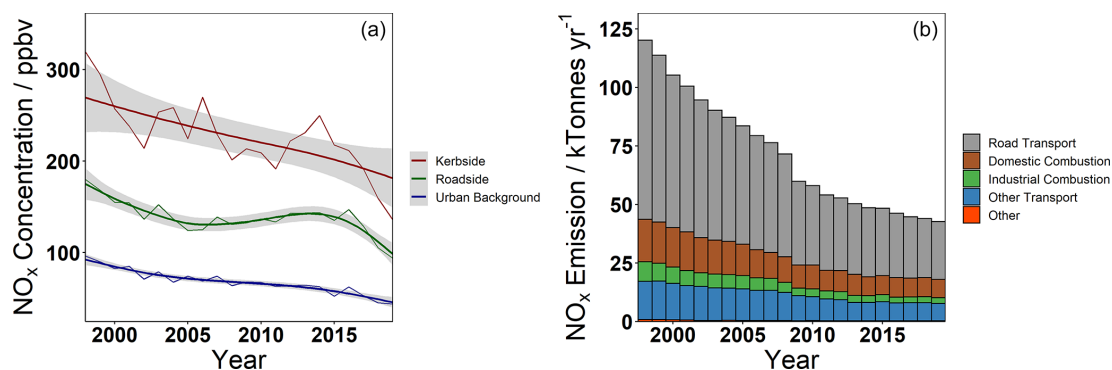 (a)
NOx Concentration / ppbv
300
200
100
2000
2005
2010
2015
Year
Kerbside
Roadside
Urban Background
(b)
NOx Emission / kTonnes yr-1
125
100
75
50
25
0
2000
2005
2010
2015
Year
Road Transport
Domestic Combustion
Industrial Combustion
Other Transport
Other